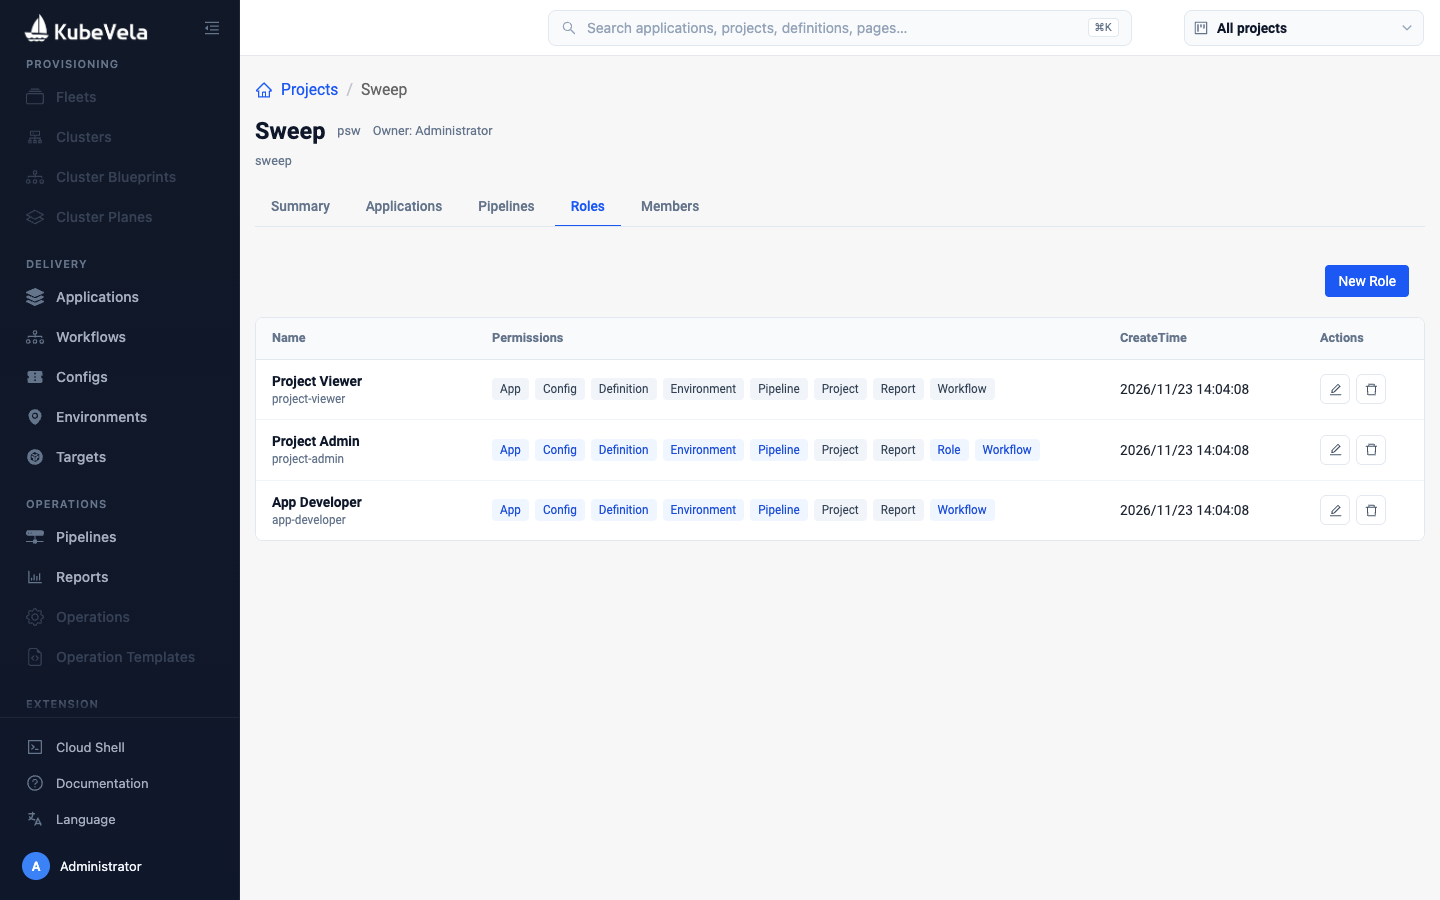 KubeVela
Search applications, projects, definitions, pages...
⌘K
All projects
PROVISIONING
Fleets
Clusters
Cluster Blueprints
Cluster Planes
DELIVERY
Applications
Workflows
Configs
Environments
Targets
OPERATIONS
Pipelines
Reports
Operations
Operation Templates
EXTENSION
Cloud Shell
Documentation
Language
A Administrator
Projects / Sweep
Sweep psw Owner: Administrator
sweep
Summary Applications Pipelines Roles Members
New Role
Name Permissions CreateTime Actions
Project Viewer
project-viewer
App Config Definition Environment Pipeline Project Report Workflow
2026/11/23 14:04:08
Project Admin
project-admin
App Config Definition Environment Pipeline Project Report Role Workflow
2026/11/23 14:04:08
App Developer
app-developer
App Config Definition Environment Pipeline Project Report Workflow
2026/11/23 14:04:08